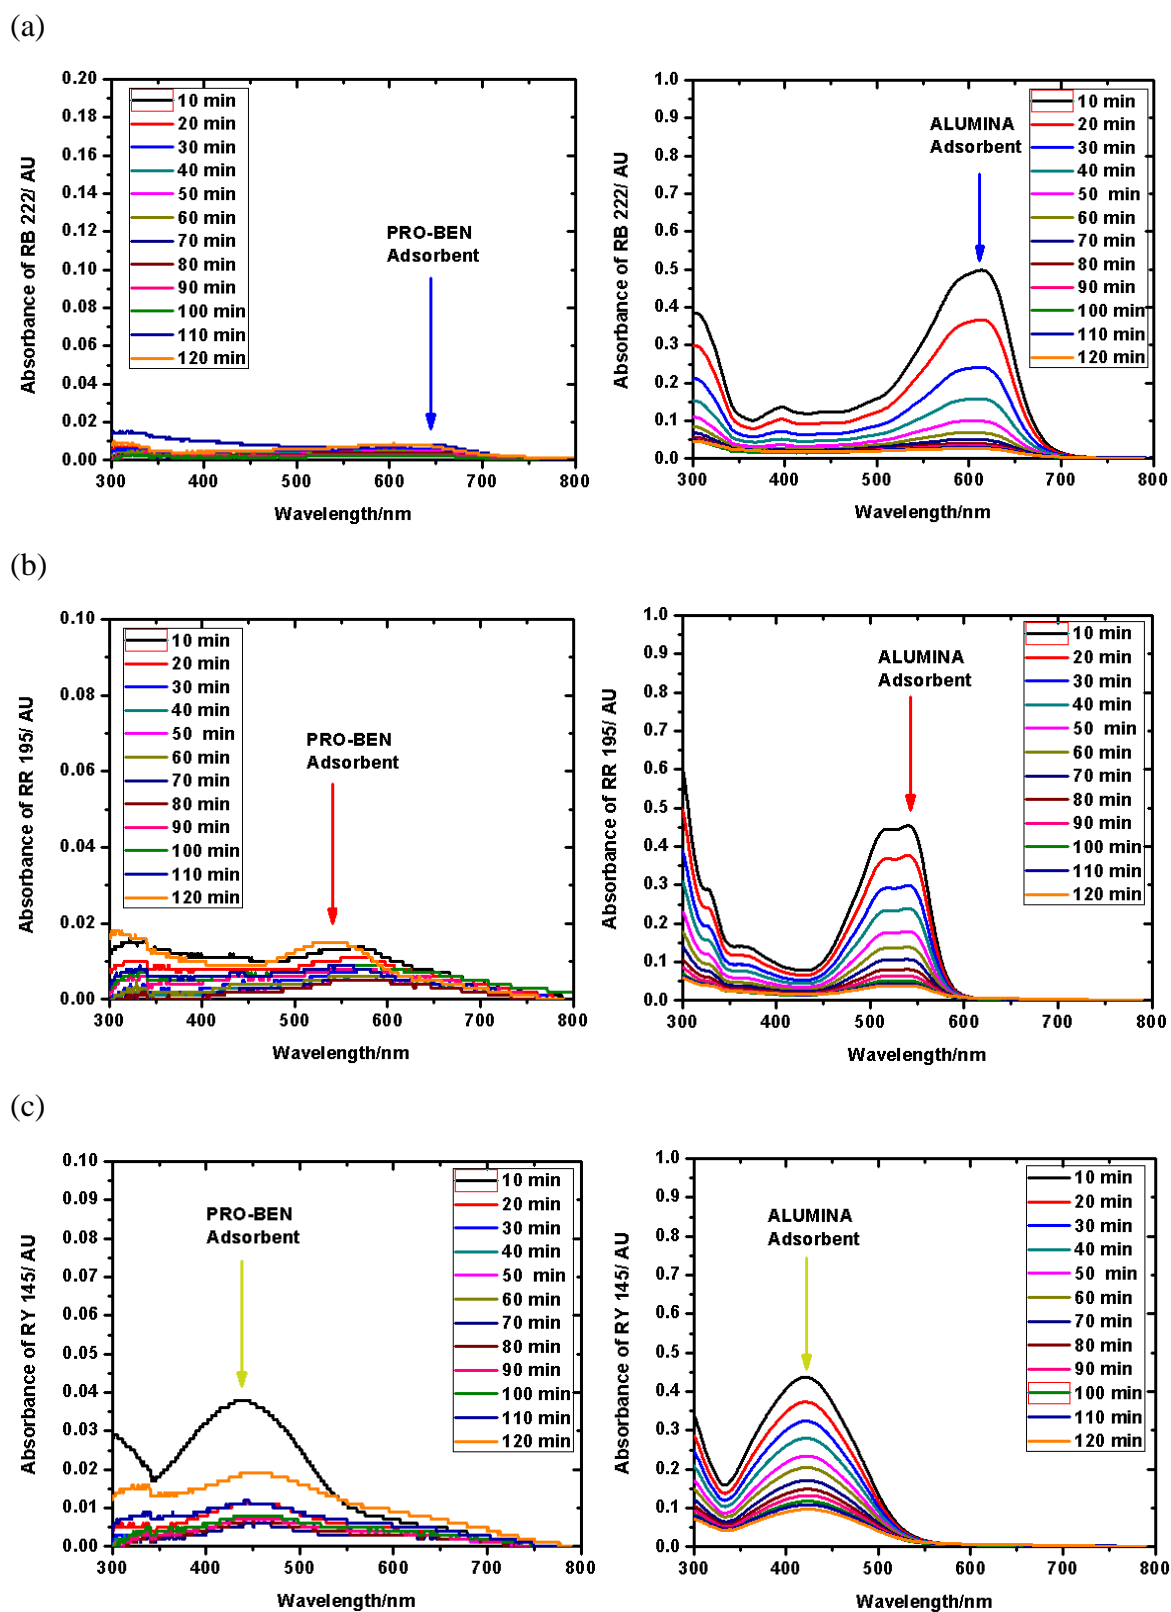 (a)
0.20
0.18
0.16
0.14
0.12
0.10
0.08
0.06
0.04
0.02
0.00
Absorbance of RB 222/ AU
10 min
20 min
30 min
40 min
50 min
60 min
70 min
80 min
90 min
100 min
110 min
120 min
PRO-BEN
Adsorbent
300 400 500 600 700 800
Wavelength/nm
1.0
0.9
0.8
0.7
0.6
0.5
0.4
0.3
0.2
0.1
0.0
Absorbance of RB 222/ AU
ALUMINA
Adsorbent
10 min
20 min
30 min
40 min
50 min
60 min
70 min
80 min
90 min
100 min
110 min
120 min
300 400 500 600 700 800
Wavelength/nm
(b)
0.10
0.08
0.06
0.04
0.02
0.00
Absorbance of RR 195/ AU
10 min
20 min
30 min
40 min
50 min
60 min
70 min
80 min
90 min
100 min
110 min
120 min
PRO-BEN
Adsorbent
300 400 500 600 700 800
Wavelength/nm
1.0
0.9
0.8
0.7
0.6
0.5
0.4
0.3
0.2
0.1
0.0
Absorbance of RR 195/ AU
ALUMINA
Adsorbent
10 min
20 min
30 min
40 min
50 min
60 min
70 min
80 min
90 min
100 min
110 min
120 min
300 400 500 600 700 800
Wavelength/nm
(c)
0.10
0.09
0.08
0.07
0.06
0.05
0.04
0.03
0.02
0.01
0.00
Absorbance of RY 145/ AU
PRO-BEN
Adsorbent
10 min
20 min
30 min
40 min
50 min
60 min
70 min
80 min
90 min
100 min
110 min
120 min
300 400 500 600 700 800
Wavelength/nm
1.0
0.9
0.8
0.7
0.6
0.5
0.4
0.3
0.2
0.1
0.0
Absorbance of RY 145/ AU
ALUMINA
Adsorbent
10 min
20 min
30 min
40 min
50 min
60 min
70 min
80 min
90 min
100 min
110 min
120 min
300 400 500 600 700 800
Wavelength/nm